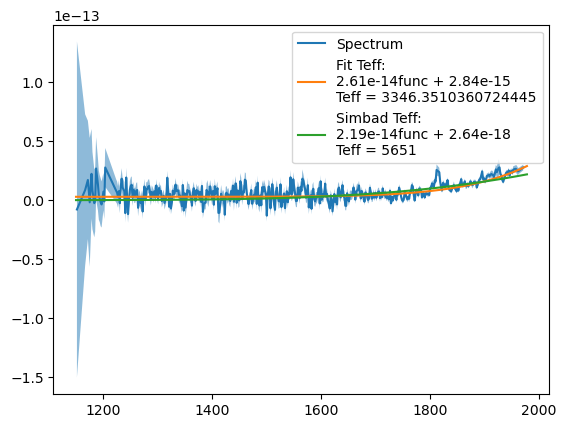 1e−13
Spectrum
Fit Teff:
2.61e-14func + 2.84e-15
Teff = 3346.3510360724445
Simbad Teff:
2.19e-14func + 2.64e-18
Teff = 5651
1.0
0.5
0.0
−0.5
−1.0
−1.5
1200 1400 1600 1800 2000